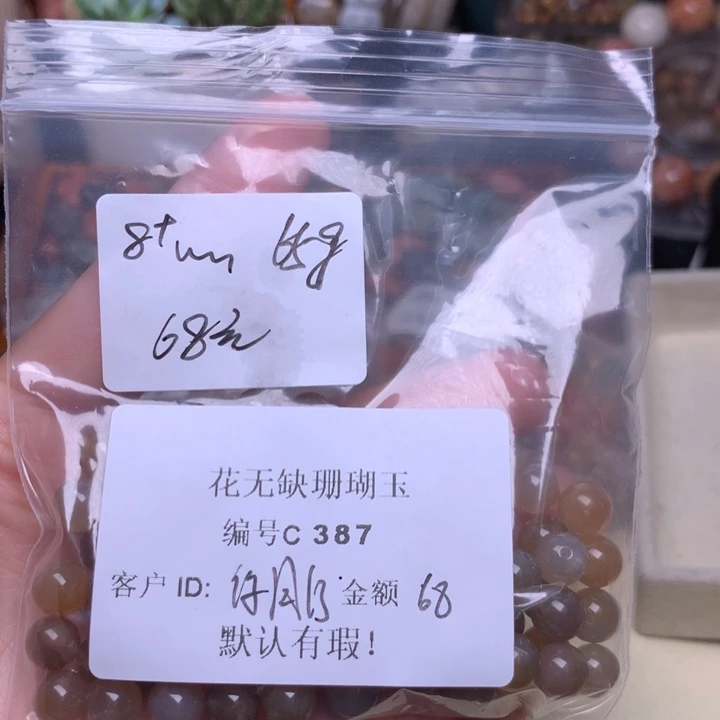 8+mm
68元
花无缺珊瑚玉
编号C 387
客户 ID: 金额 68
默认有瑕!